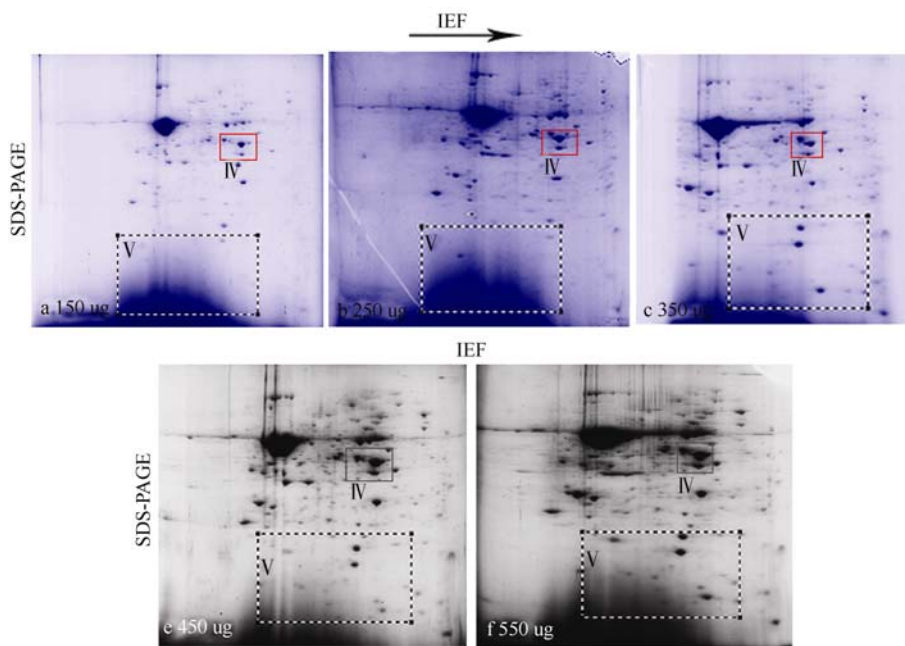 IEF
SDS-PAGE
IV
V
a 150 ug
IV
V
b 250 ug
IV
V
c 350 ug
IEF
SDS-PAGE
IV
V
e 450 ug
IV
V
f 550 ug